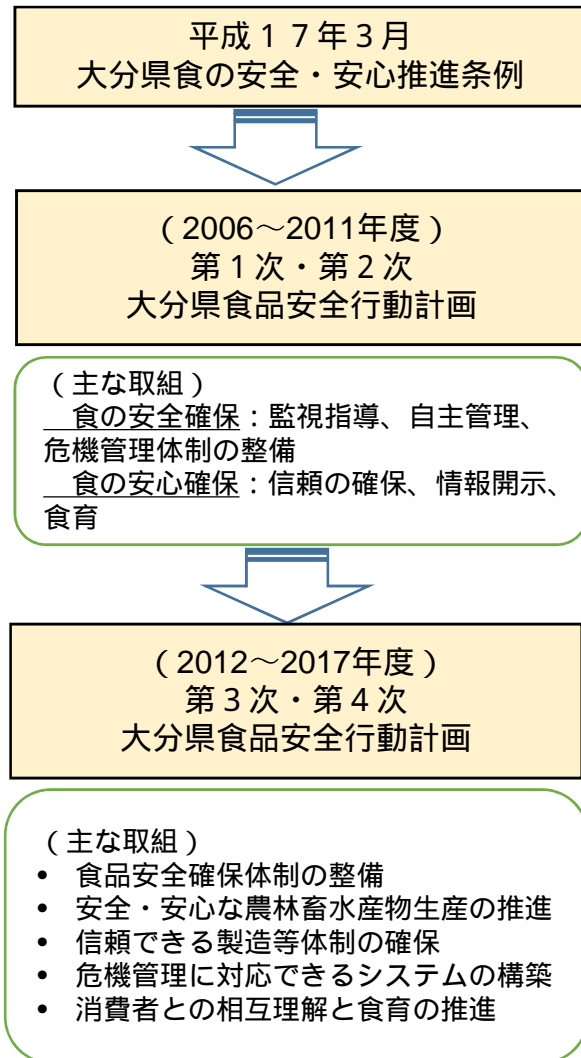 平成１７年３月
大分県食の安全・安心推進条例
（2006～2011年度）
第１次・第２次
大分県食品安全行動計画
（主な取組）
食の安全確保：監視指導、自主管理、
危機管理体制の整備
食の安心確保：信頼の確保、情報開示、
食育
（2012～2017年度）
第３次・第４次
大分県食品安全行動計画
（主な取組）
• 食品安全確保体制の整備
• 安全・安心な農林畜水産物生産の推進
• 信頼できる製造等体制の確保
• 危機管理に対応できるシステムの構築
• 消費者との相互理解と食育の推進